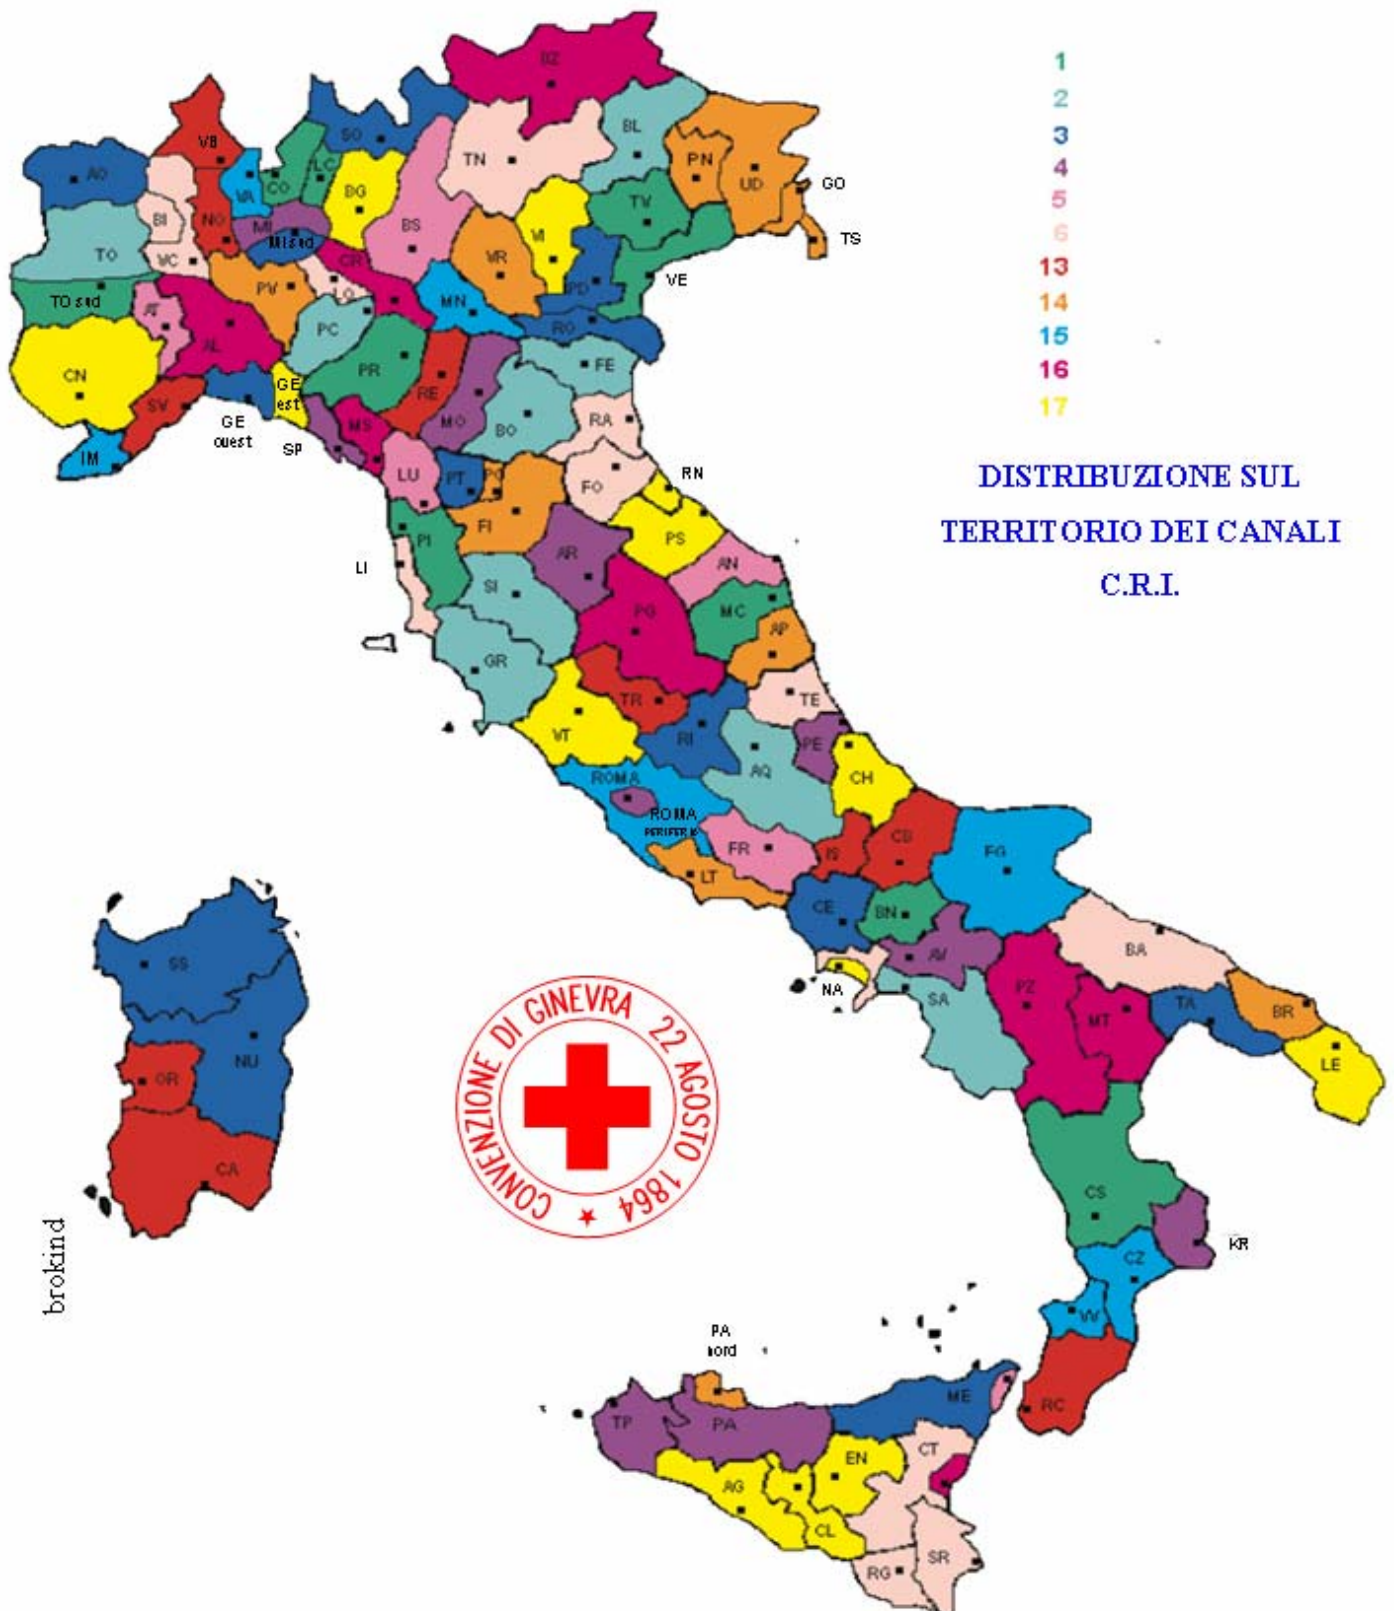 BZ
1
2
3
4
5
6
13
14
15
16
17
DISTRIBUZIONE SUL
TERRITORIO DEI CANALI
C.R.I.
VB
SO
TN
BL
PN
UD
GO
TS
AO
VA
CO
LC
BG
BS
VI
TV
VE
BI
NO
MI
MI sud
TO
VC
CR
VR
PD
TO sud
PV
LO
MN
RO
AT
AL
PC
PR
RE
FE
CN
GE
est
MO
BO
RA
SV
GE
ouest
SP
MS
IM
LU
PT
PO
FO
RN
FI
PS
PI
LI
AR
AN
SI
PG
MC
AP
GR
TR
TE
VT
RI
PE
AQ
CH
ROMA
ROMA
PERIFERIA
FR
IS
CB
FG
LT
CE
BN
AV
BA
SS
NA
SA
PZ
MT
TA
BR
LE
NU
OR
CA
CONVENZIONE DI GINEVRA 22 AGOSTO 1864
brokind
CS
KR
CZ
VV
RC
PA
nord
TP
PA
ME
CT
EN
AG
CL
RG
SR